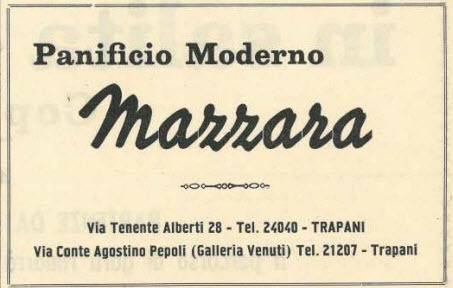 Panificio Moderno
Mazzara
Via Tenente Alberti 28 - Tel. 24040 - TRAPANI
Via Conte Agostino Pepoli (Galleria Venuti) Tel. 21207 - Trapani